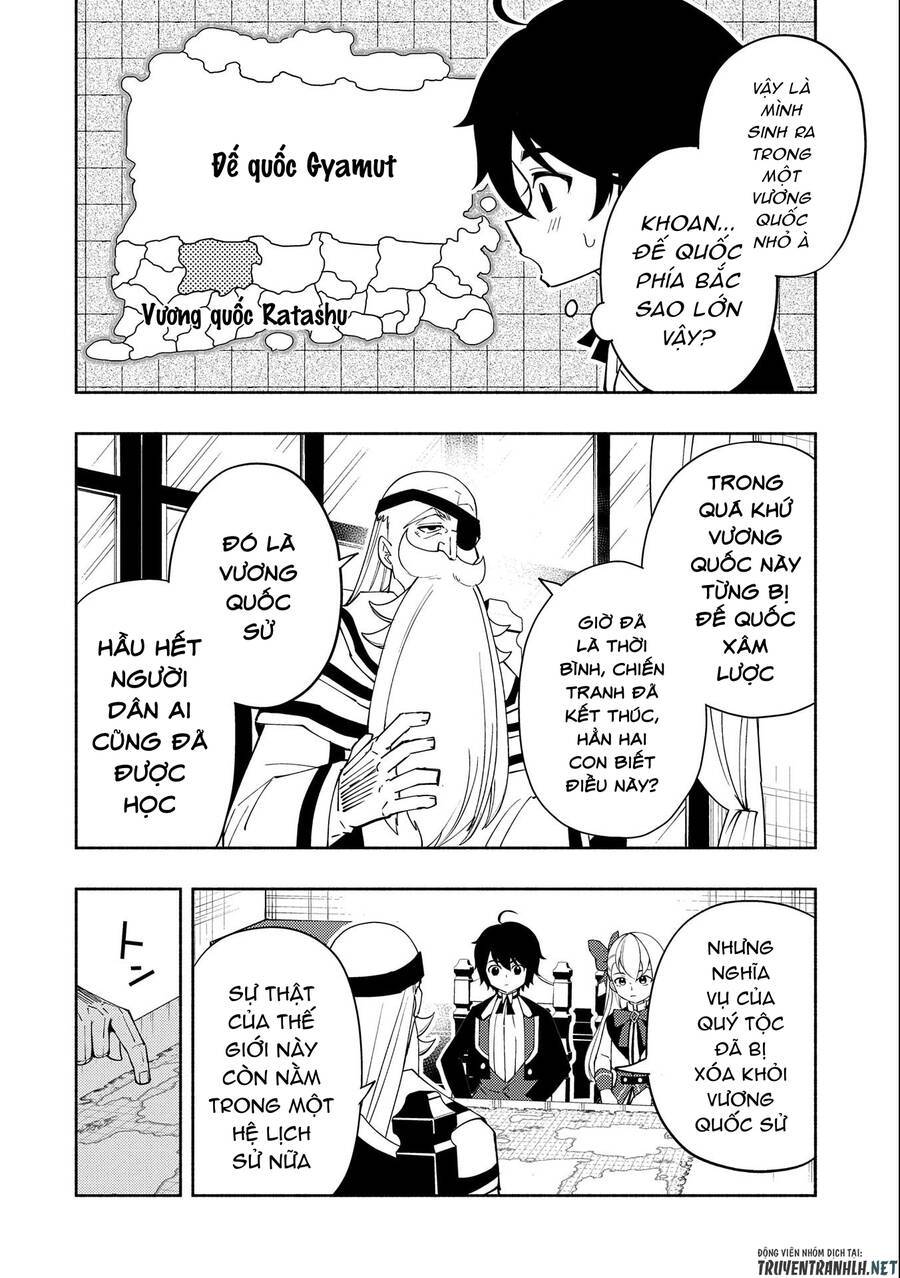 VẬY LÀ
MÌNH
SINH RA
TRONG
MỘT
VƯƠNG
QUỐC
NHỎ À
KHOAN...
ĐẾ QUỐC
PHÍA BẮC
SAO LỚN
VẬY?
Đế quốc Gyamut
Vương quốc Ratashu
TRONG
QUÁ KHỨ
VƯƠNG
QUỐC NÀY
TỪNG BỊ
ĐẾ QUỐC
XÂM
LƯỢC
GIỜ ĐÃ
LÀ THỜI
BÌNH, CHIẾN
TRANH ĐÃ
KẾT THÚC,
HẲN HAI
CON BIẾT
ĐIỀU NÀY?
ĐÓ LÀ
VƯƠNG
QUỐC
SỬ
HẦU HẾT
NGƯỜI
DÂN AI
CŨNG ĐÃ
ĐƯỢC
HỌC
NHƯNG
NGHĨA
VỤ CỦA
QUÝ TỘC
ĐÃ BỊ
XÓA KHỎI
VƯƠNG
QUỐC SỬ
SỰ THẬT
CỦA THẾ
GIỚI NÀY
CÒN NẰM
TRONG MỘT
HỆ LỊCH
SỬ NỮA
トン
ĐỘNG VIÊN NHÓM DỊCH TẠI:
TRUYENTRANHLH.NET